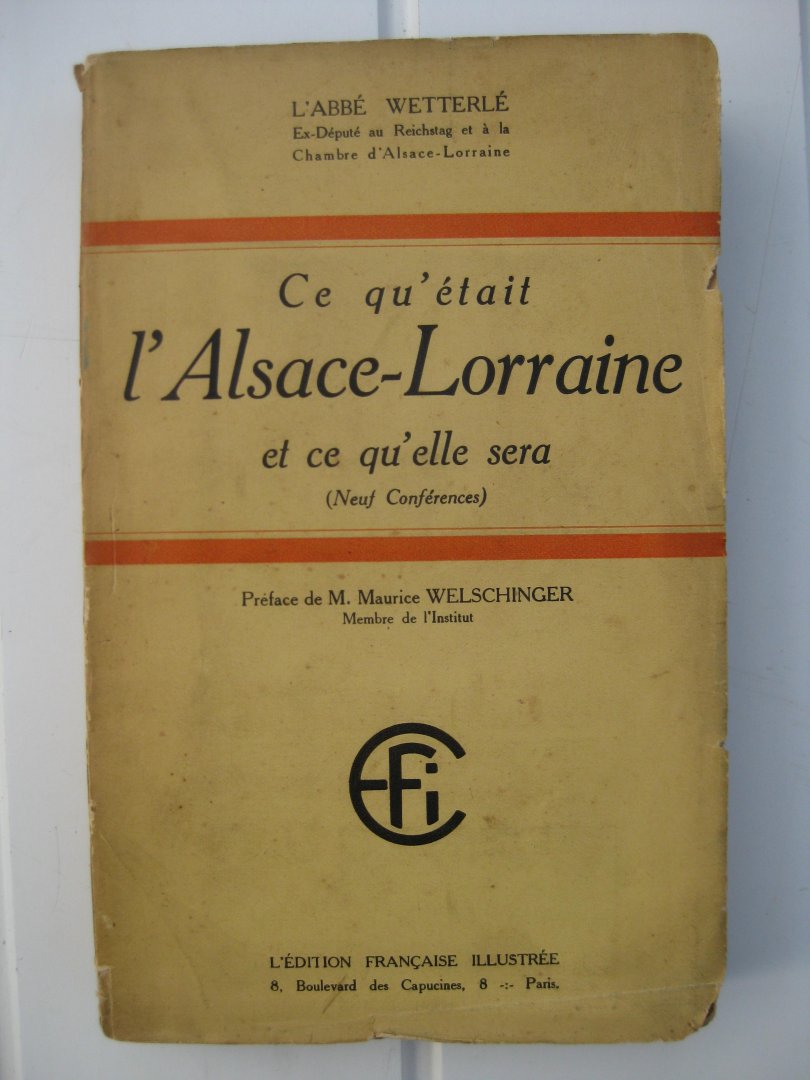 L'ABBÉ WETTERLÉ
Ex-Député au Reichstag et à la
Chambre d'Alsace-Lorraine
Ce qu'était
l'Alsace-Lorraine
et ce qu'elle sera
(Neuf Conférences)
Préface de M. Maurice WELSCHINGER
Membre de l'Institut
EFi
L'ÉDITION FRANÇAISE ILLUSTRÉE
8, Boulevard des Capucines, 8 -:- Paris.